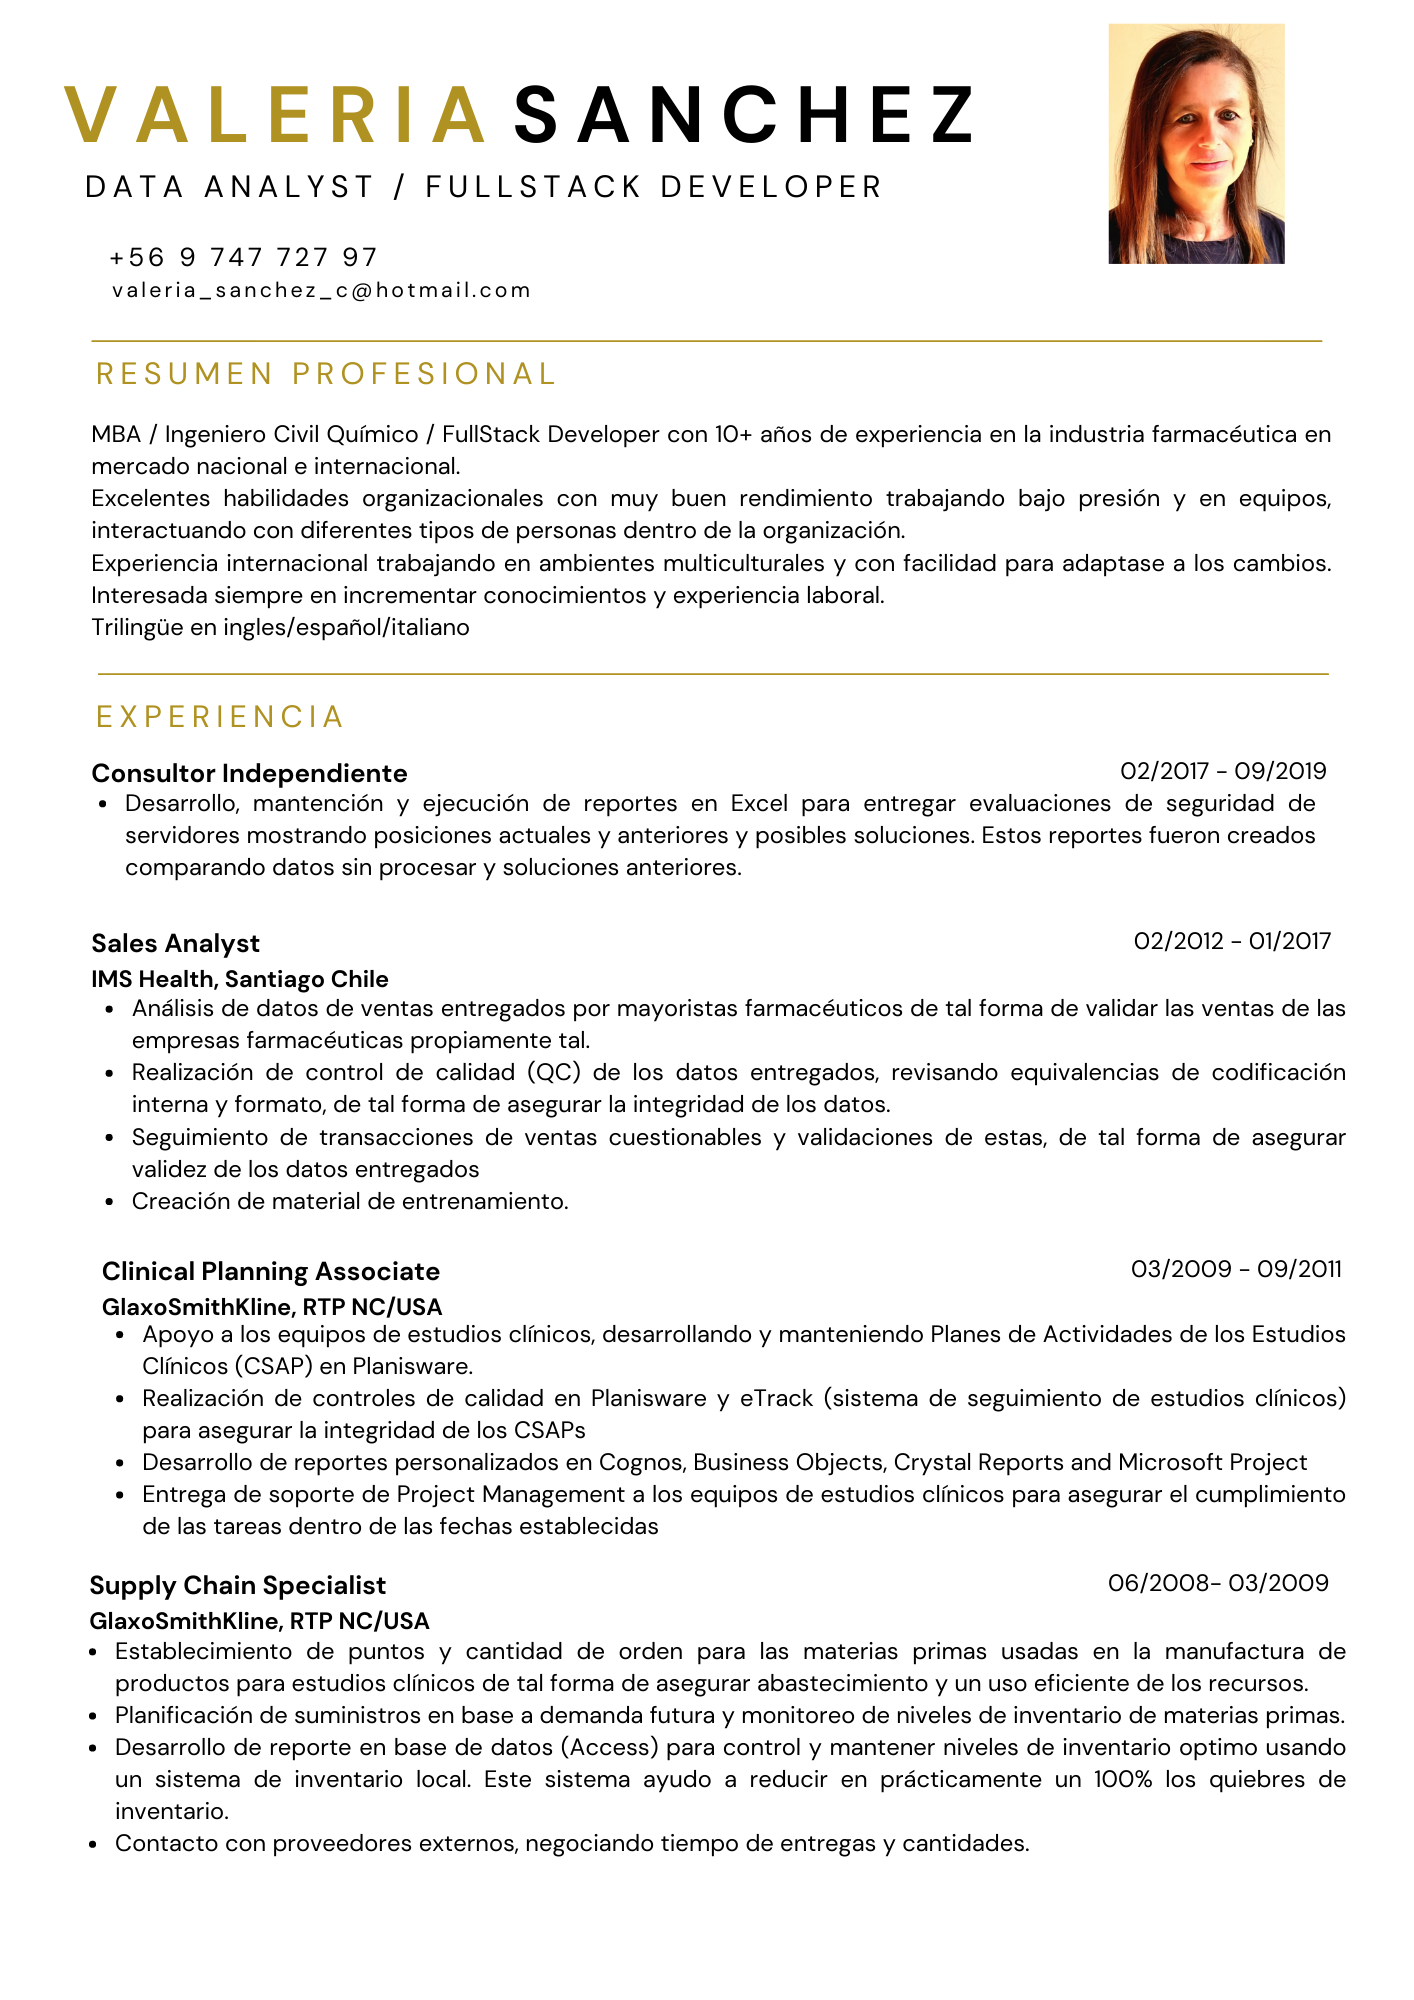 VALERIA SANCHEZ
DATA ANALYST / FULLSTACK DEVELOPER
+56 9 747 727 97
valeria_sanchez_c@hotmail.com
RESUMEN PROFESIONAL
MBA / Ingeniero Civil Químico / FullStack Developer con 10+ años de experiencia en la industria farmacéutica en
mercado nacional e internacional.
Excelentes habilidades organizacionales con muy buen rendimiento trabajando bajo presión y en equipos,
interactuando con diferentes tipos de personas dentro de la organización.
Experiencia internacional trabajando en ambientes multiculturales y con facilidad para adaptase a los cambios.
Interesada siempre en incrementar conocimientos y experiencia laboral.
Trilingüe en ingles/español/italiano
EXPERIENCIA
Consultor Independiente 02/2017 - 09/2019
• Desarrollo, mantención y ejecución de reportes en Excel para entregar evaluaciones de seguridad de
servidores mostrando posiciones actuales y anteriores y posibles soluciones. Estos reportes fueron creados
comparando datos sin procesar y soluciones anteriores.
Sales Analyst 02/2012 - 01/2017
IMS Health, Santiago Chile
• Análisis de datos de ventas entregados por mayoristas farmacéuticos de tal forma de validar las ventas de las
empresas farmacéuticas propiamente tal.
• Realización de control de calidad (QC) de los datos entregados, revisando equivalencias de codificación
interna y formato, de tal forma de asegurar la integridad de los datos.
• Seguimiento de transacciones de ventas cuestionables y validaciones de estas, de tal forma de asegurar
validez de los datos entregados
• Creación de material de entrenamiento.
Clinical Planning Associate 03/2009 - 09/2011
GlaxoSmithKline, RTP NC/USA
• Apoyo a los equipos de estudios clínicos, desarrollando y manteniendo Planes de Actividades de los Estudios
Clínicos (CSAP) en Planisware.
• Realización de controles de calidad en Planisware y eTrack (sistema de seguimiento de estudios clínicos)
para asegurar la integridad de los CSAPs
• Desarrollo de reportes personalizados en Cognos, Business Objects, Crystal Reports and Microsoft Project
• Entrega de soporte de Project Management a los equipos de estudios clínicos para asegurar el cumplimiento
de las tareas dentro de las fechas establecidas
Supply Chain Specialist 06/2008- 03/2009
GlaxoSmithKline, RTP NC/USA
• Establecimiento de puntos y cantidad de orden para las materias primas usadas en la manufactura de
productos para estudios clínicos de tal forma de asegurar abastecimiento y un uso eficiente de los recursos.
• Planificación de suministros en base a demanda futura y monitoreo de niveles de inventario de materias primas.
• Desarrollo de reporte en base de datos (Access) para control y mantener niveles de inventario optimo usando
un sistema de inventario local. Este sistema ayudo a reducir en prácticamente un 100% los quiebres de
inventario.
• Contacto con proveedores externos, negociando tiempo de entregas y cantidades.